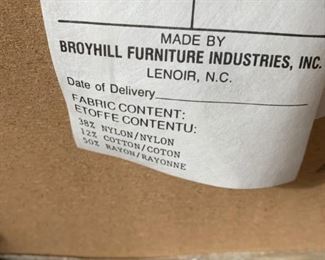 MADE BY
BROYHILL FURNITURE INDUSTRIES, INC.
LENOIR, N.C.
Date of Delivery
FABRIC CONTENT:
ETOFFE CONTENTU:
38% NYLON/NYLON
12% COTTON/COTON
50% RAYON/RAYONNE